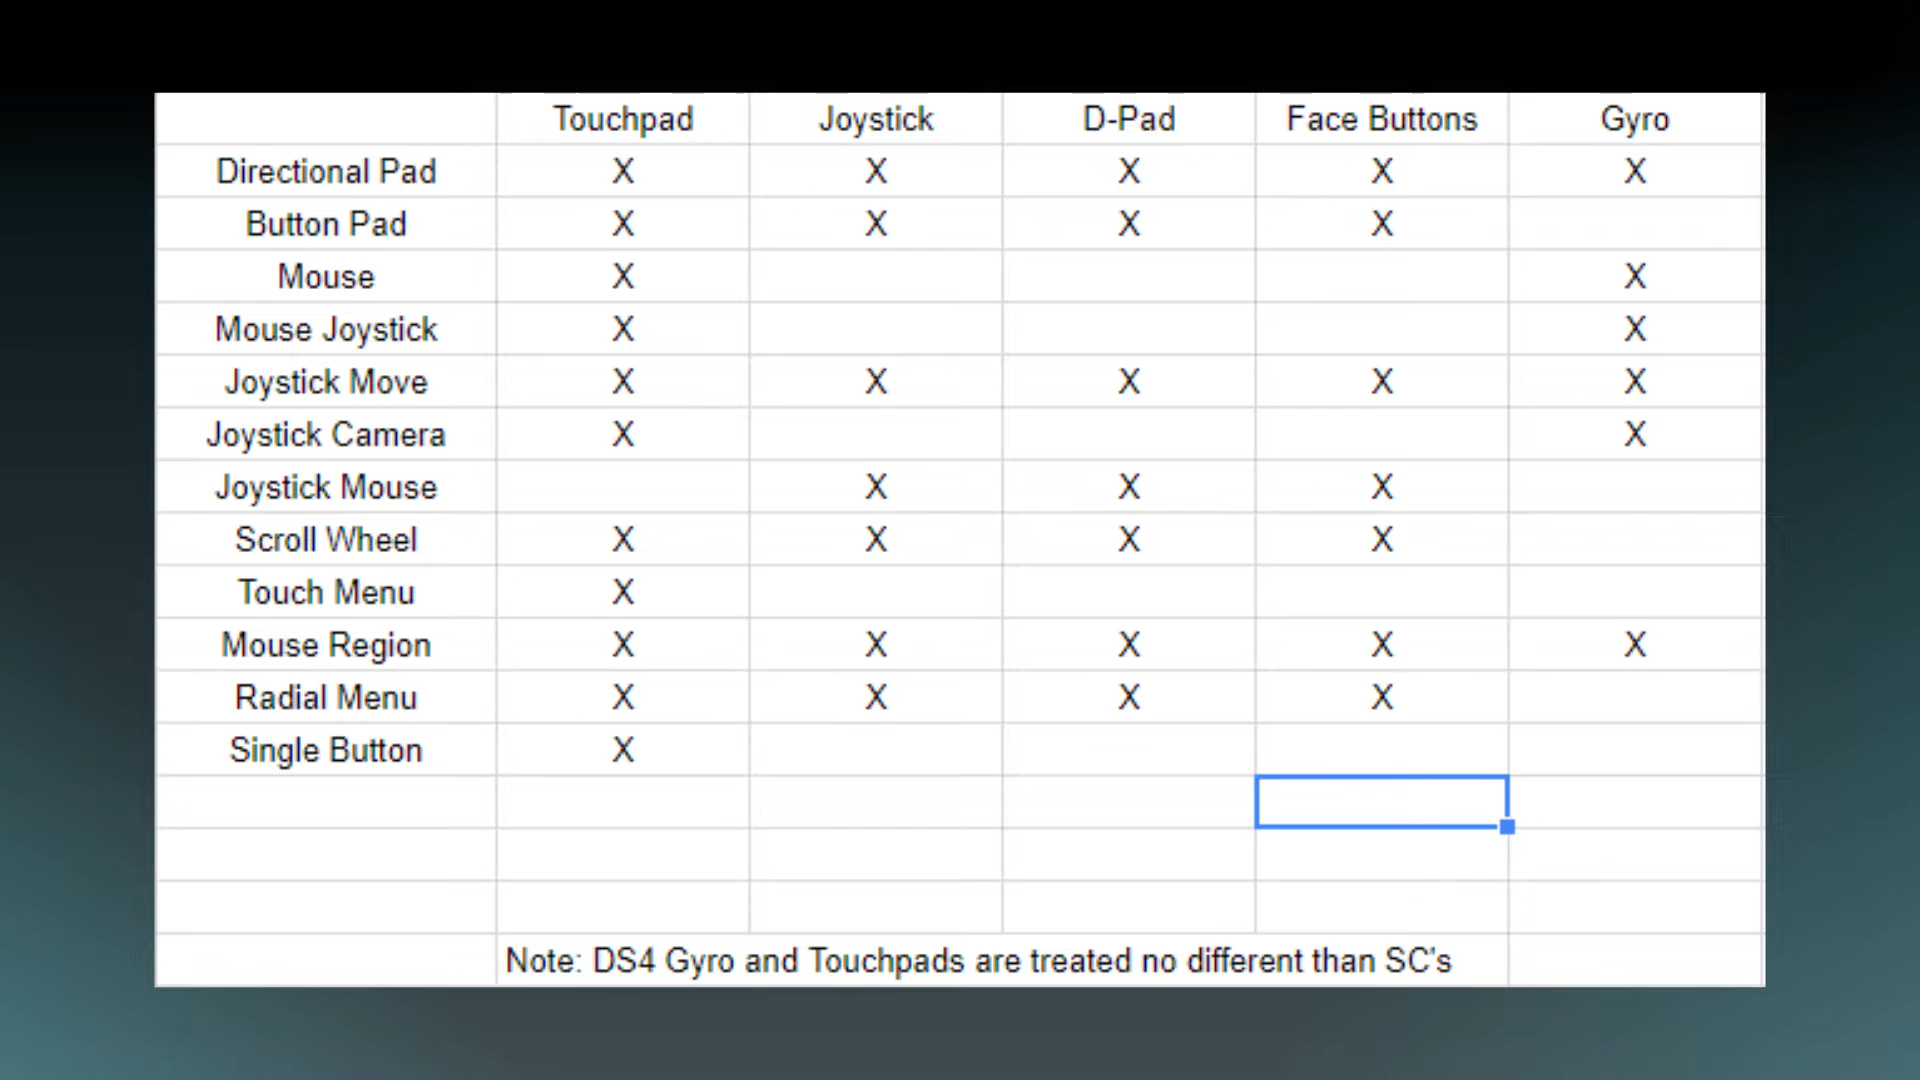 Touchpad Joystick D-Pad Face Buttons Gyro
Directional Pad X X X X X
Button Pad X X X X
Mouse X X
Mouse Joystick X X
Joystick Move X X X X X
Joystick Camera X X
Joystick Mouse X X X
Scroll Wheel X X X X
Touch Menu X
Mouse Region X X X X X
Radial Menu X X X X
Single Button X
Note: DS4 Gyro and Touchpads are treated no different than SC's